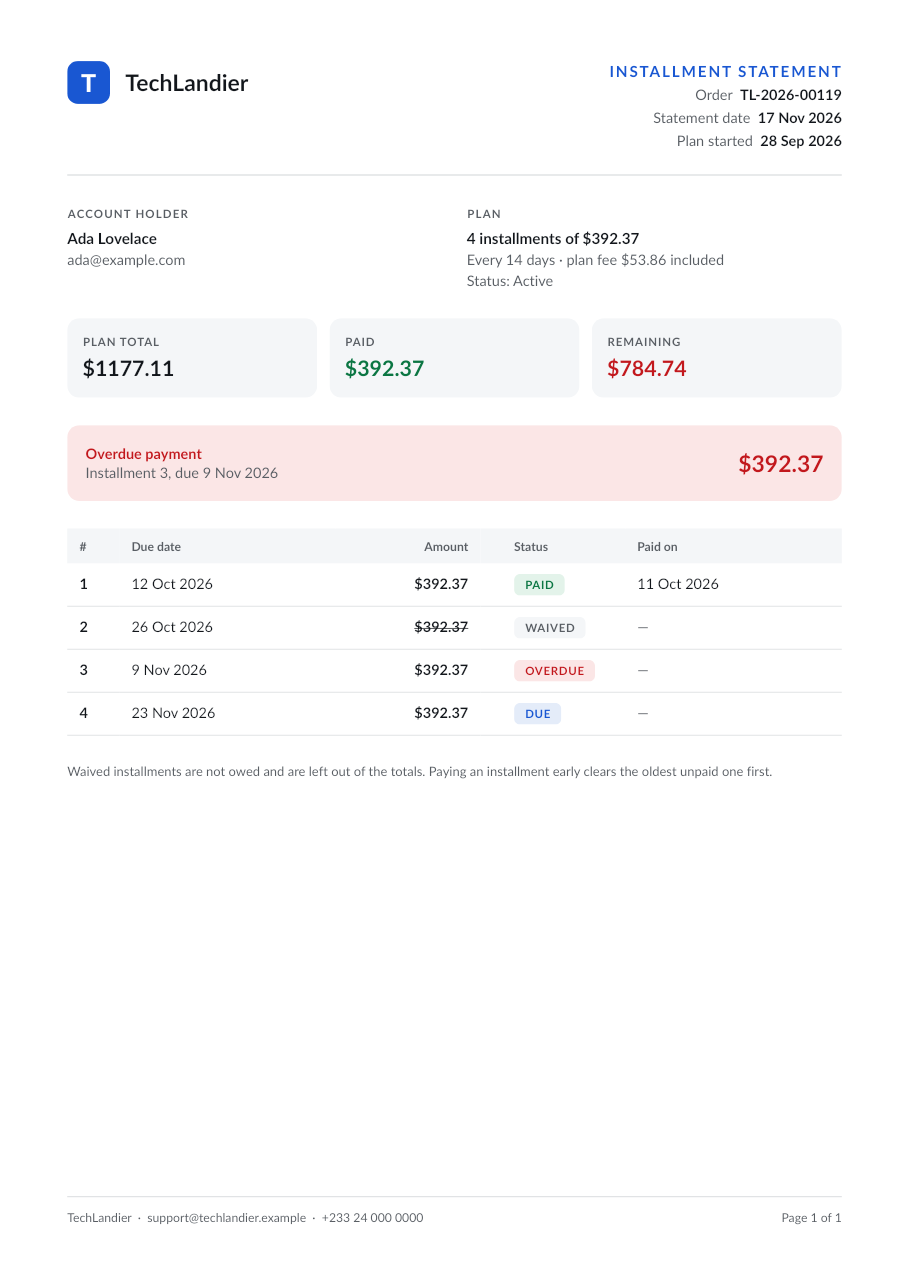 T TechLandier
INSTALLMENT STATEMENT
Order TL-2026-00119
Statement date 17 Nov 2026
Plan started 28 Sep 2026
ACCOUNT HOLDER
Ada Lovelace
ada@example.com
PLAN
4 installments of $392.37
Every 14 days · plan fee $53.86 included
Status: Active
PLAN TOTAL
$1177.11
PAID
$392.37
REMAINING
$784.74
Overdue payment
Installment 3, due 9 Nov 2026
$392.37
# Due date Amount Status Paid on
1 12 Oct 2026 $392.37 PAID 11 Oct 2026
2 26 Oct 2026 $392.37 WAIVED —
3 9 Nov 2026 $392.37 OVERDUE —
4 23 Nov 2026 $392.37 DUE —
Waived installments are not owed and are left out of the totals. Paying an installment early clears the oldest unpaid one first.
TechLandier · support@techlandier.example · +233 24 000 0000 Page 1 of 1